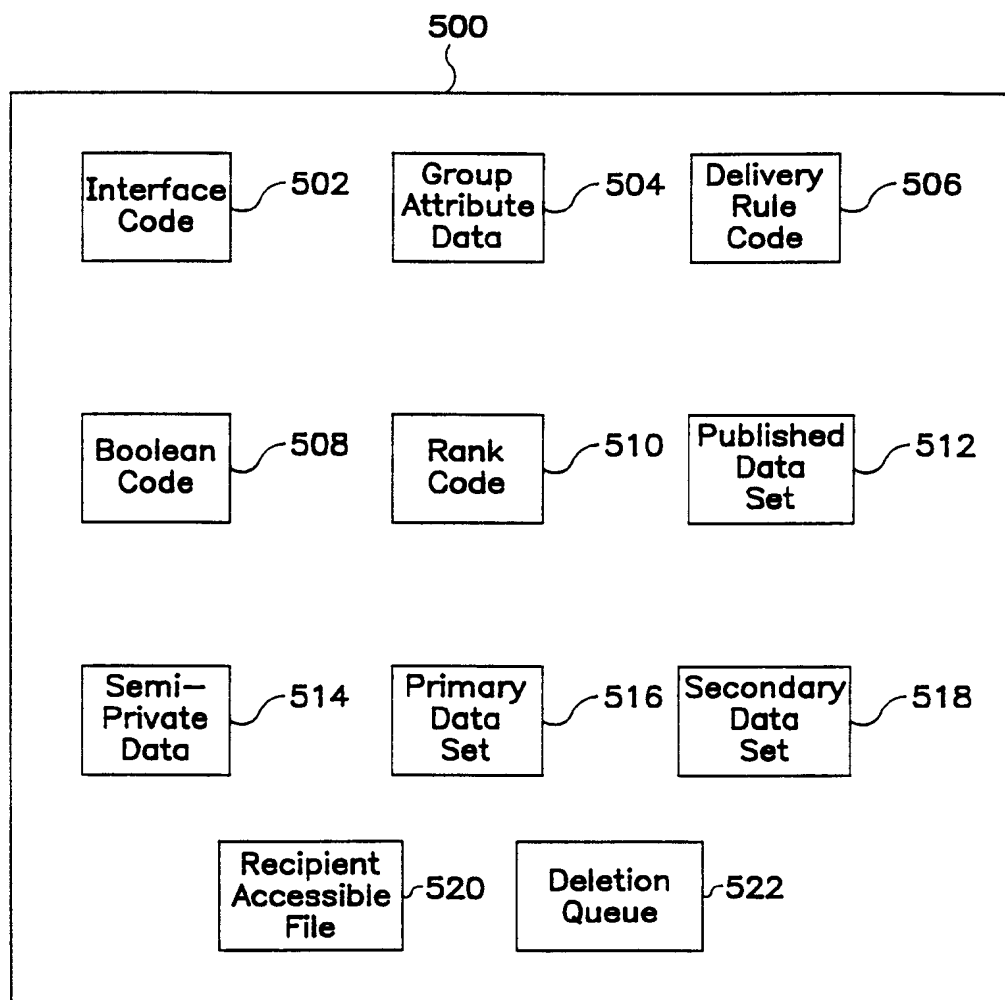 500
Interface
Code
502
Group
Attribute
Data
504
Delivery
Rule
Code
506
Boolean
Code
508
Rank
Code
510
Published
Data
Set
512
Semi-
Private
Data
514
Primary
Data
Set
516
Secondary
Data
Set
518
Recipient
Accessible
File
520
Deletion
Queue
522